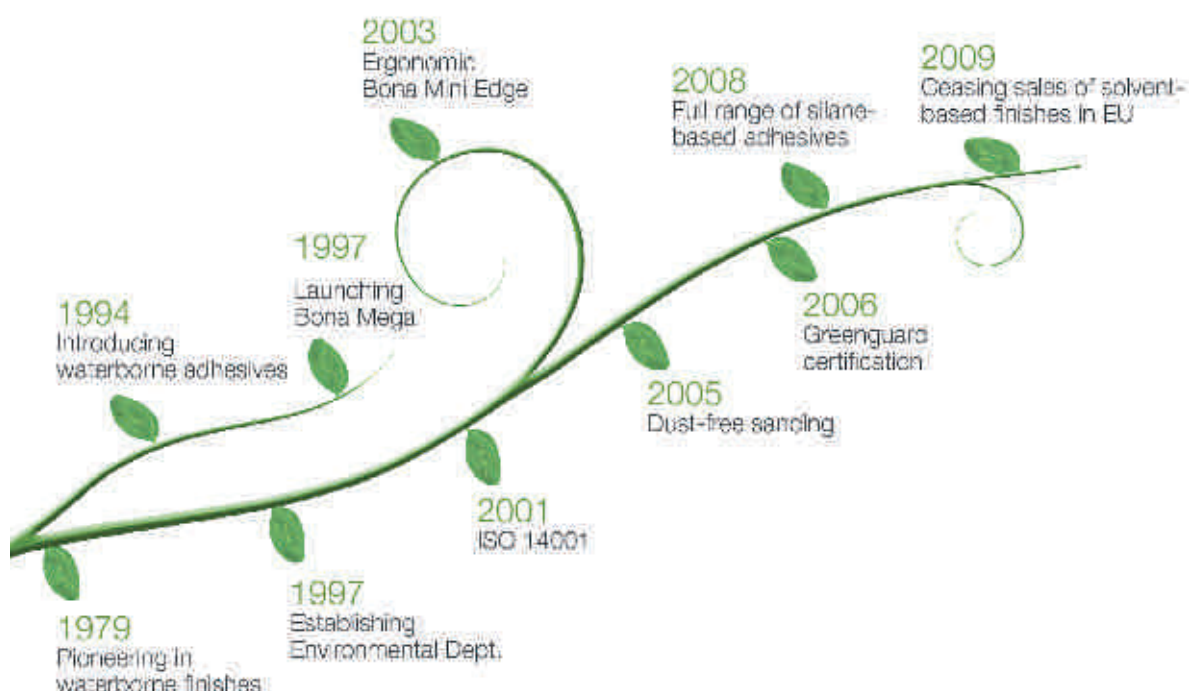 2003
Ergonomic
Bona Mini Edge
2009
Ceasing sales of solvent-
based finishes in EU
2008
Full range of silane-
based adhesives
1997
Launching
Bona Mega
1994
Introducing
waterborne adhesives
2006
Greenguard
certification
2005
Dust-free sanding
2001
ISO 14001
1997
Establishing
Environmental Dept.
1979
Pioneering in
waterborne finishes